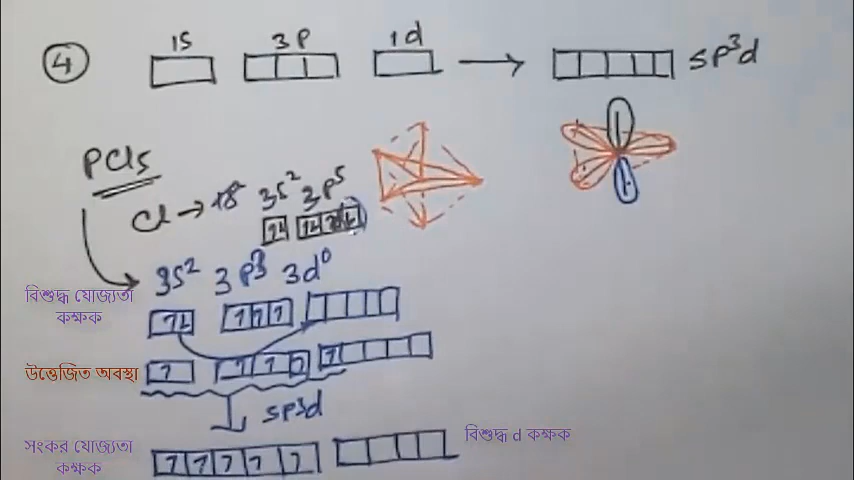 4
1S 3P 1d
sp³d
PCl5
Cl → 3s² 3p⁵
3s² 3p³ 3d⁰
বিশুদ্ধ যোজ্যতা
কক্ষক
উত্তেজিত অবস্থা
sp3d
সংকর যোজ্যতা
কক্ষক
বিশুদ্ধ d কক্ষক